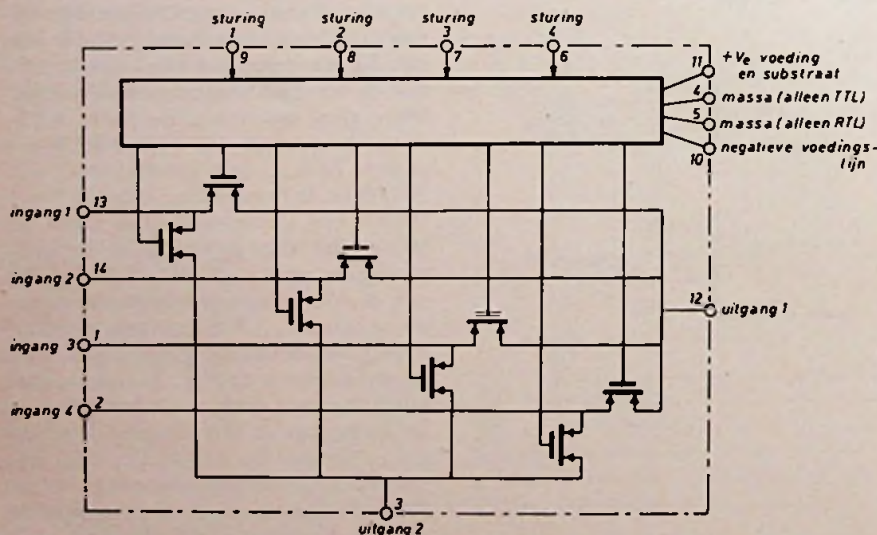 sturing 1
sturing 2
sturing 3
sturing 4
9
8
7
6
11
+Ve voeding
en substraat
4
massa (alleen TTL)
5
massa (alleen RTL)
10
negatieve voedings-
lijn
ingang 1
13
ingang 2
14
ingang 3
1
ingang 4
2
12
uitgang 1
3
uitgang 2